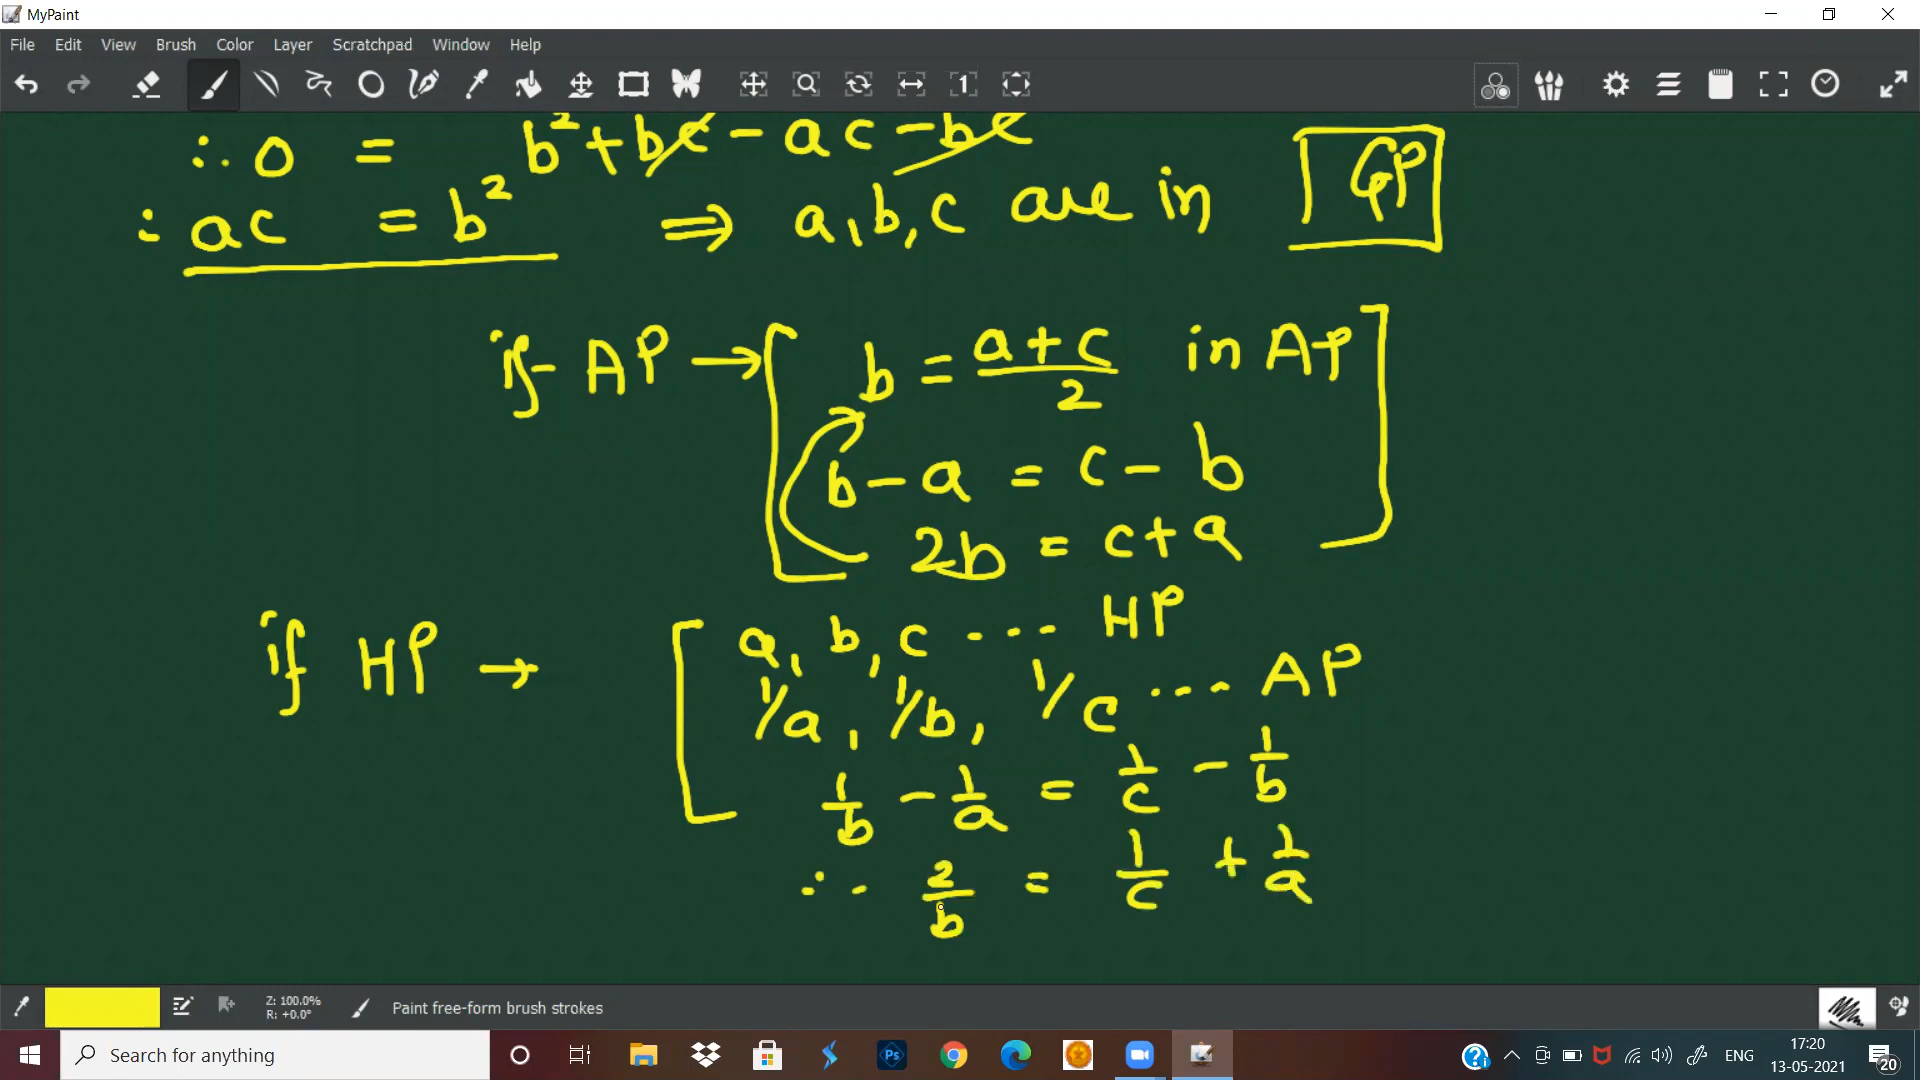 MyPaint
File Edit View Brush Color Layer Scratchpad Window Help
∴ 0 = b² + bc - ac - bc
∴ ac = b² ⇒ a, b, c are in GP
if AP → b = a+c/2 in AP
b - a = c - b
2b = c + a
if HP → a, b, c --- HP
1/a, 1/b, 1/c --- AP
1/b - 1/a = 1/c - 1/b
∴ 2/b = 1/c + 1/a
Z: 100.0%
R: +0.0°
Paint free-form brush strokes
Search for anything
Ps
ENG
17:20
13-05-2021
20